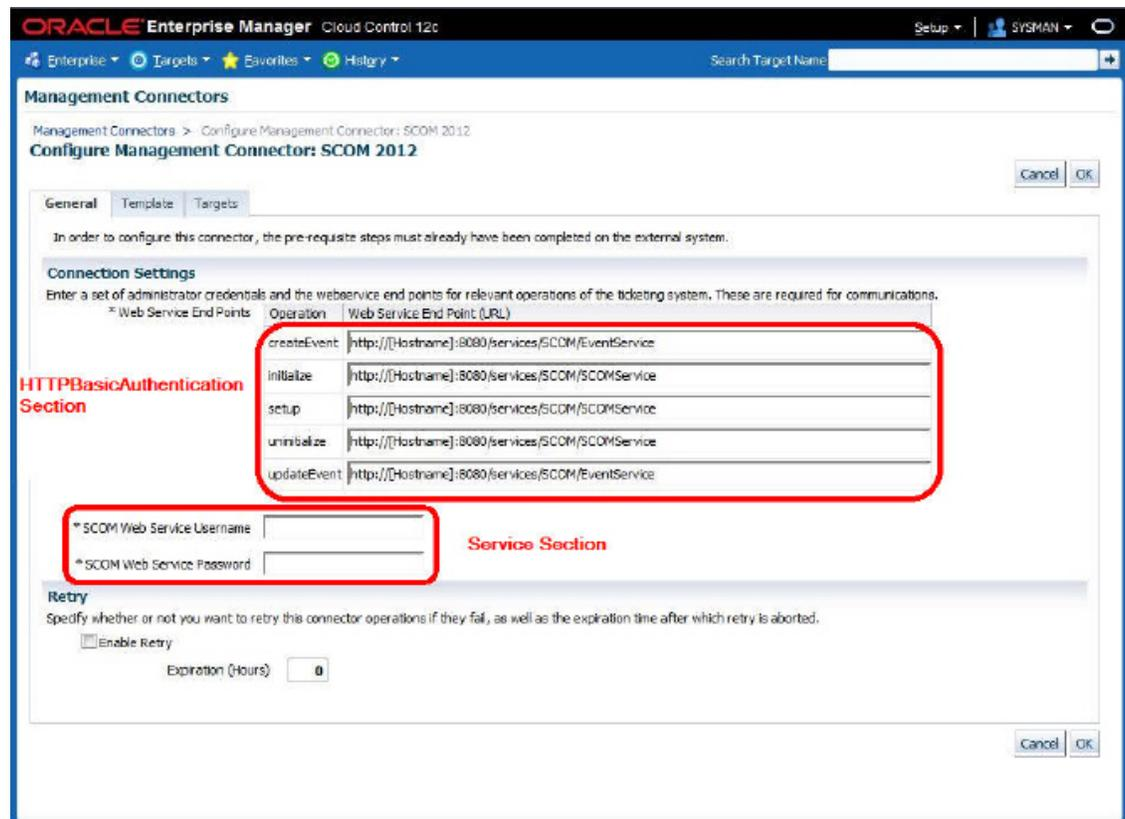 ORACLE Enterprise Manager Cloud Control 12c
Setup SYSMAN
Enterprise Targets Favorites History Search Target Name
Management Connectors
Management Connectors > Configure Management Connector: SCOM 2012
Configure Management Connector: SCOM 2012
Cancel OK
General Template Targets
In order to configure this connector, the pre-requisite steps must already have been completed on the external system.
Connection Settings
Enter a set of administrator credentials and the webservice end points for relevant operations of the ticketing system. These are required for communications.
* Web Service End Points Operation Web Service End Point (URL)
createEvent http://[Hostname]:8080/services/SCOM/EventService
initialize http://[Hostname]:8080/services/SCOM/SCOMService
HTTPBasicAuthentication
Section
setup http://[Hostname]:8080/services/SCOM/SCOMService
uninitialize http://[Hostname]:8080/services/SCOM/SCOMService
updateEvent http://[Hostname]:8080/services/SCOM/EventService
* SCOM Web Service Username
Service Section
* SCOM Web Service Password
Retry
Specify whether or not you want to retry this connector operations if they fail, as well as the expiration time after which retry is aborted.
Enable Retry
Expiration (Hours) 0
Cancel OK